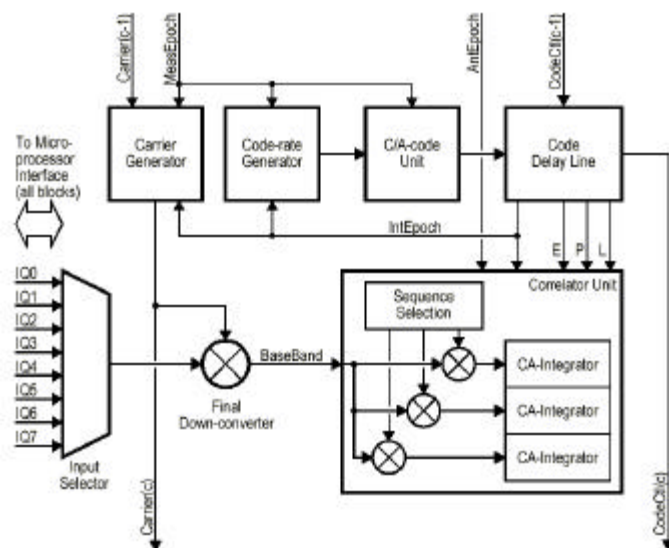 Carrier(c-1)
MeasEpoch
AntEpoch
CodeCtl(c-1)
To Micro-
processor
Interface
(all blocks)
Carrier
Generator
Code-rate
Generator
C/A-code
Unit
Code
Delay Line
IntEpoch
E
P
L
IQ0
IQ1
IQ2
IQ3
IQ4
IQ5
IQ6
IQ7
Input
Selector
Final
Down-converter
BaseBand
Sequence
Selection
Correlator Unit
CA-Integrator
CA-Integrator
CA-Integrator
Carrier(c)
CodeCtl(c)